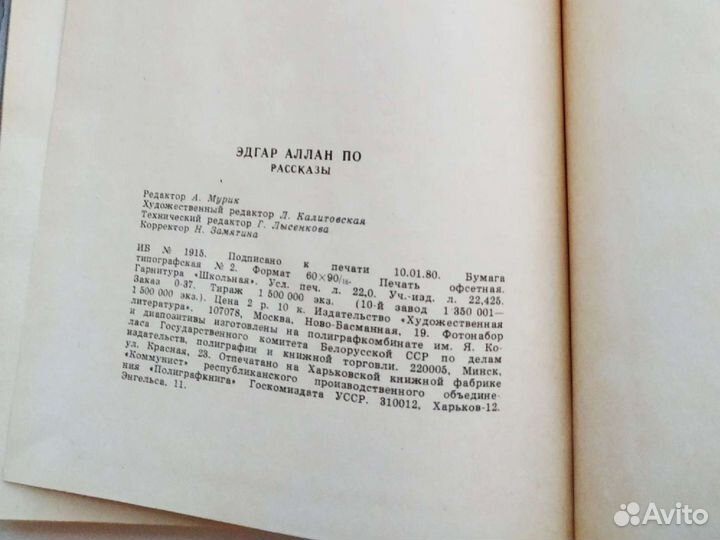 ЭДГАР АЛЛАН ПО
РАССКАЗЫ
Редактор А. Мурик
Художественный редактор Л. Калитовская
Технический редактор Г. Лысенкова
Корректор Н. Замятина
ИБ № 1915. Подписано к печати 10.01.80. Бумага
типографская № 2. Формат 60×90/16. Печать офсетная.
Гарнитура «Школьная». Усл. печ. л. 22,0. Уч.-изд. л. 22,425.
Заказ 0-37. Тираж 1 500 000 экз. (10-й завод 1 350 001—
1 500 000 экз.). Цена 2 р. 10 к. Издательство «Художественная
литература», 107078, Москва, Ново-Басманная, 19. Фотонабор
и диапозитивы изготовлены на полиграфкомбинате им. Я. Ко-
ласа Государственного комитета Белорусской ССР по делам
издательств, полиграфии и книжной торговли. 220005, Минск,
ул. Красная, 23. Отпечатано на Харьковской книжной фабрике
«Коммунист» республиканского производственного объедине-
ния «Полиграфкнига» Госкомиздата УССР. 310012, Харьков-12.
Энгельса, 11.
Avito